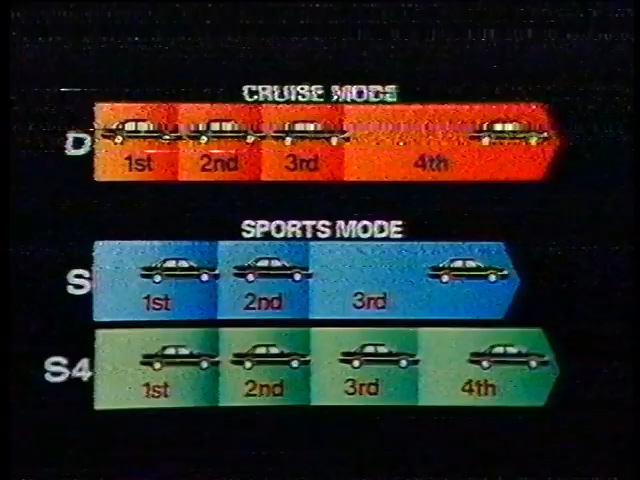 CRUISE MODE
D
1st 2nd 3rd 4th
SPORTS MODE
S
1st 2nd 3rd
S4
1st 2nd 3rd 4th